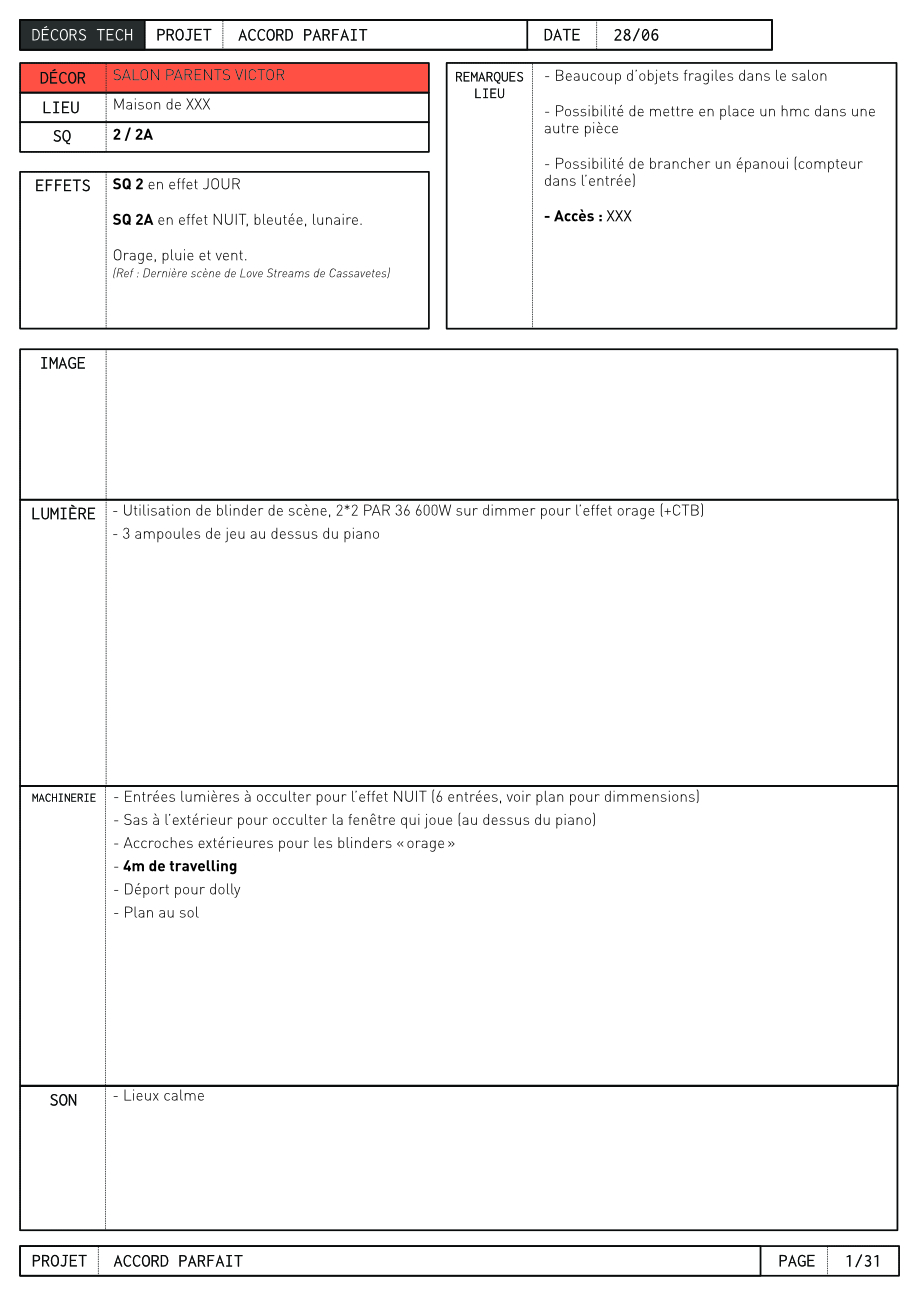 DÉCORS TECH PROJET ACCORD PARFAIT DATE 28/06
DÉCOR SALON PARENTS VICTOR
LIEU Maison de XXX
SQ 2 / 2A
EFFETS SQ 2 en effet JOUR
SQ 2A en effet NUIT, bleutée, lunaire.
Orage, pluie et vent.
(Ref : Dernière scène de Love Streams de Cassavetes)
REMARQUES
LIEU
- Beaucoup d'objets fragiles dans le salon
- Possibilité de mettre en place un hmc dans une
autre pièce
- Possibilité de brancher un épanoui (compteur
dans l'entrée)
- Accès : XXX
IMAGE
LUMIÈRE
- Utilisation de blinder de scène, 2*2 PAR 36 600W sur dimmer pour l'effet orage (+CTB)
- 3 ampoules de jeu au dessus du piano
MACHINERIE
- Entrées lumières à occulter pour l'effet NUIT (6 entrées, voir plan pour dimmensions)
- Sas à l'extérieur pour occulter la fenêtre qui joue (au dessus du piano)
- Accroches extérieures pour les blinders « orage »
- 4m de travelling
- Déport pour dolly
- Plan au sol
SON
- Lieux calme
PROJET ACCORD PARFAIT PAGE 1/31